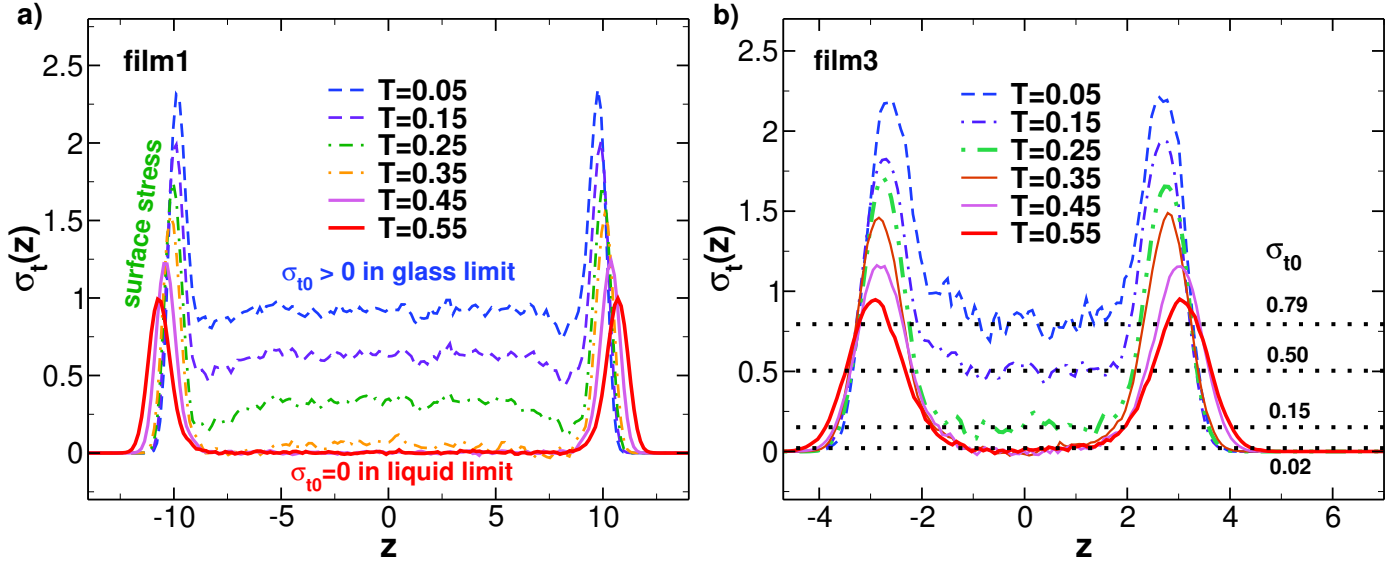 a)
film1
T=0.05
T=0.15
T=0.25
T=0.35
T=0.45
T=0.55
surface stress
σt0 > 0 in glass limit
σt0=0 in liquid limit
σt(z)
2.5
2
1.5
1
0.5
0
-10
-5
0
5
10
z
b)
film3
T=0.05
T=0.15
T=0.25
T=0.35
T=0.45
T=0.55
σt0
0.79
0.50
0.15
0.02
σt(z)
2.5
2
1.5
1
0.5
0
-4
-2
0
2
4
6
z